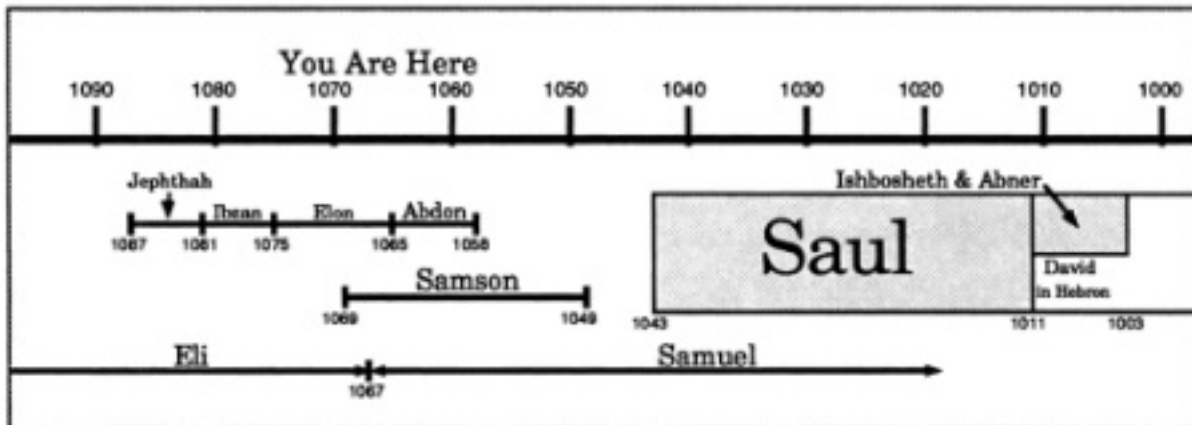 You Are Here
1090 1080 1070 1060 1050 1040 1030 1020 1010 1000
Jephthah
Ishbosheth & Abner
Ibzan Elon Abdon
1087 1081 1075 1065 1058
Saul
David
in Hebron
Samson
1069 1049 1043 1011 1003
Eli Samuel
1067